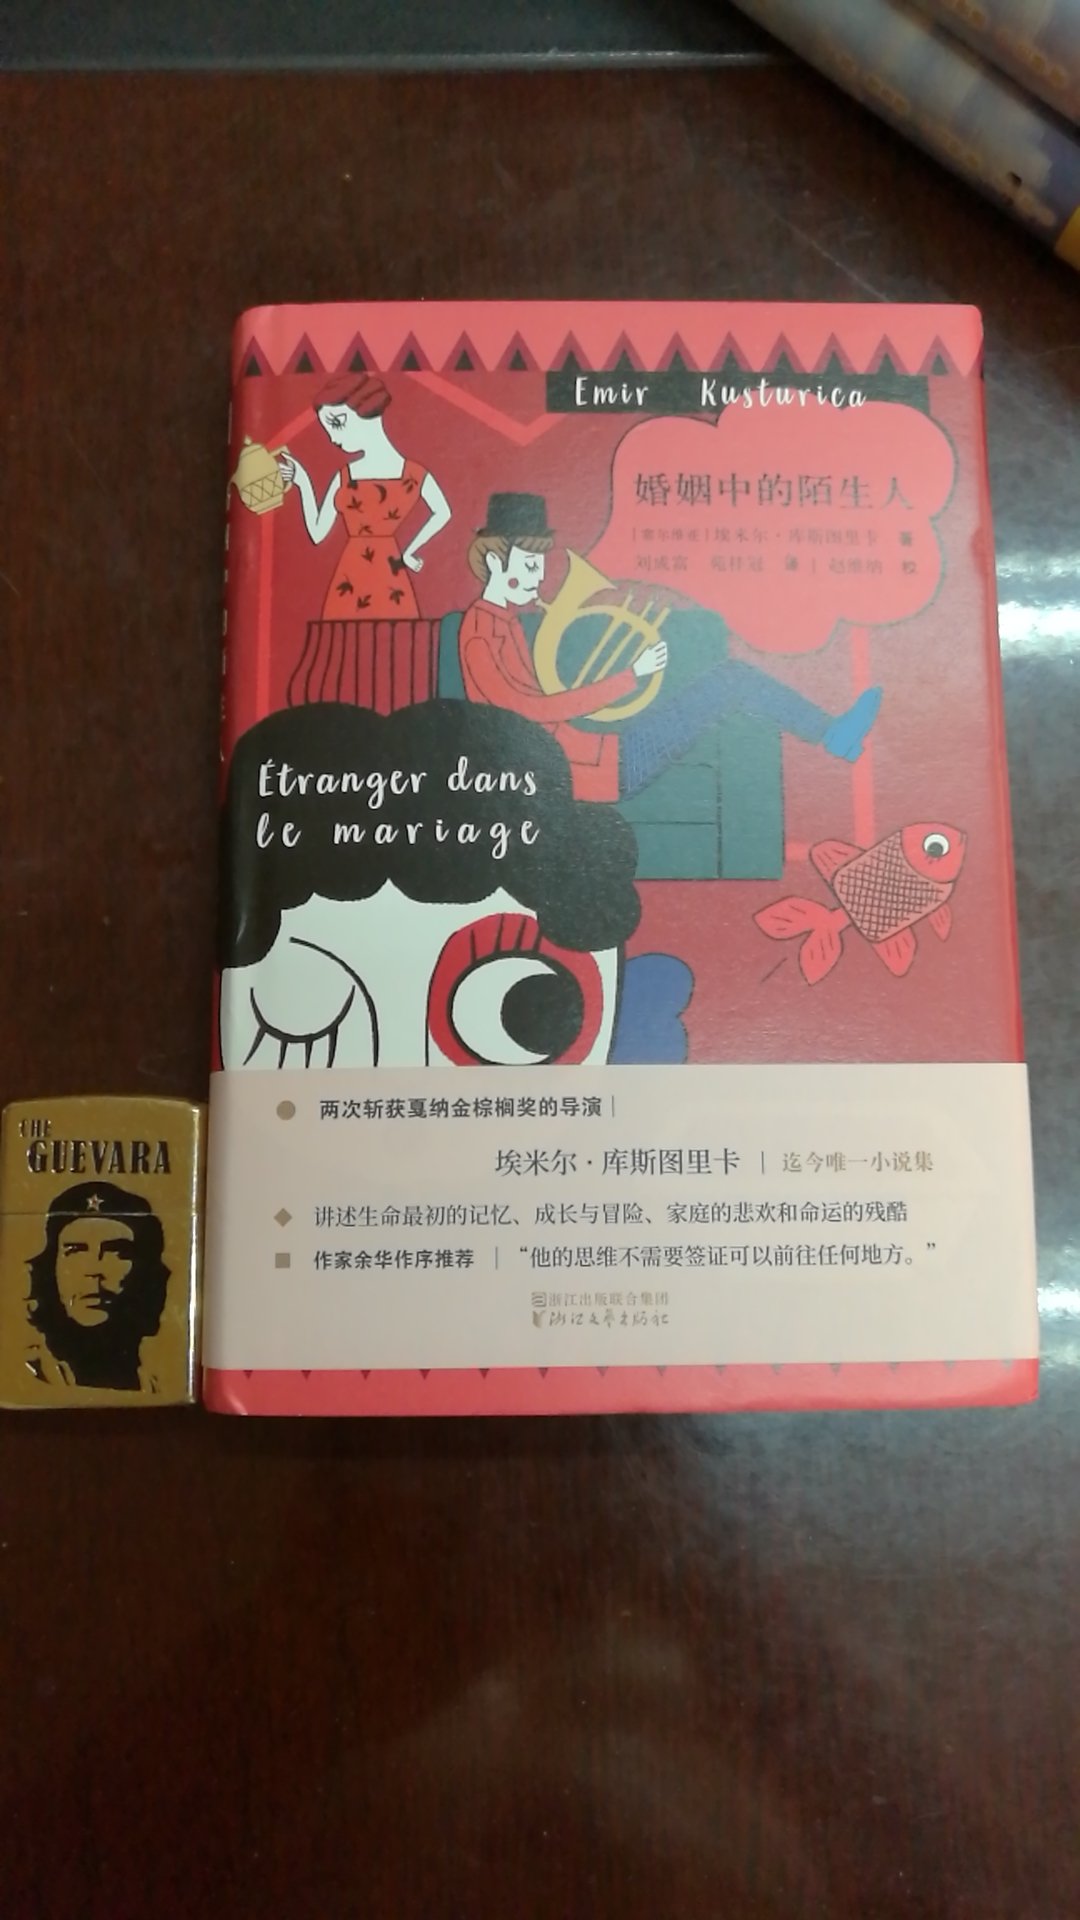 Emir Kusturica
婚姻中的陌生人
[塞尔维亚]埃米尔·库斯图里卡 著
刘成富 苑桂冠 译 | 赵维纳 校
Étranger dans
le mariage
两次斩获戛纳金棕榈奖的导演|
埃米尔·库斯图里卡 | 迄今唯一小说集
讲述生命最初的记忆、成长与冒险、家庭的悲欢和命运的残酷
作家余华作序推荐 | “他的思维不需要签证可以前往任何地方。”
浙江出版联合集团
浙江文艺出版社
CHE
GUEVARA